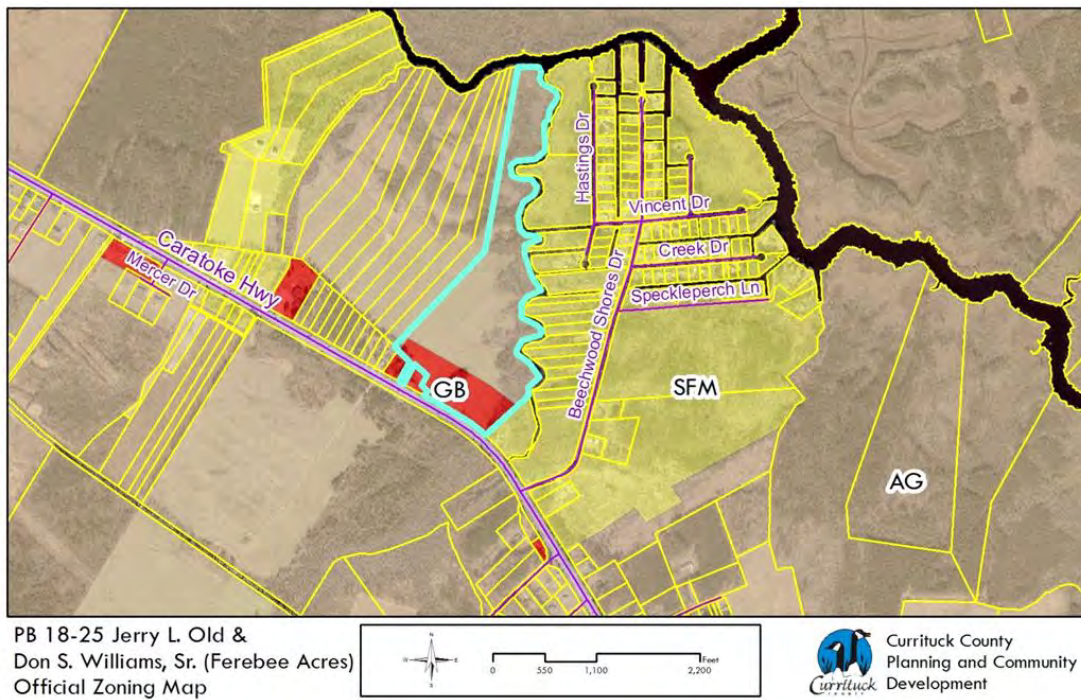 Hastings Dr
Vincent Dr
Creek Dr
Speckleperch Ln
Beechwood Shores Dr
Caratoke Hwy
Mercer Dr
GB
SFM
AG
PB 18-25 Jerry L. Old &
Don S. Williams, Sr. (Ferebee Acres)
Official Zoning Map
N
W
E
S
0 550 1,100 2,200
Feet
Currituck
COUNTY
Currituck County
Planning and Community
Development